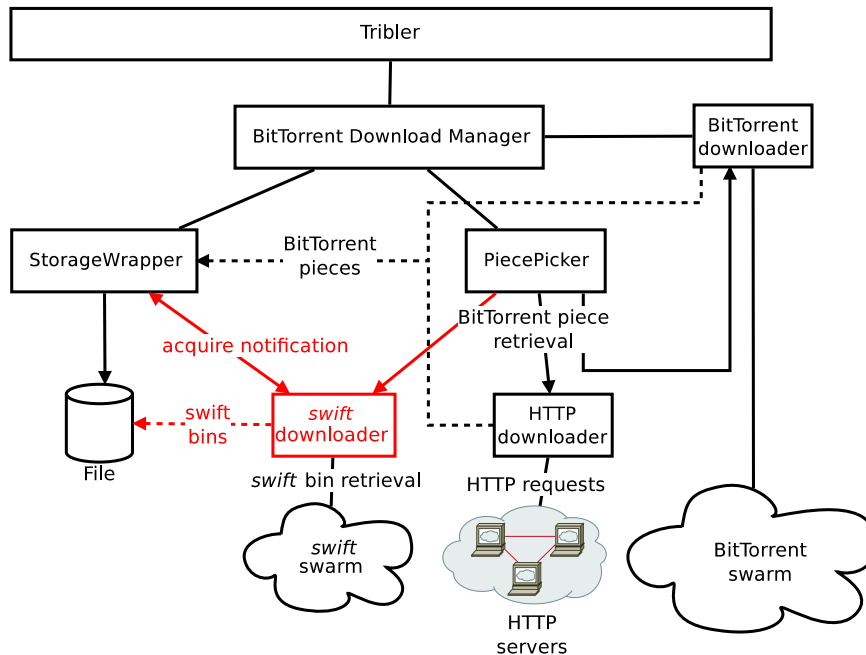 Tribler
BitTorrent Download Manager
BitTorrent
downloader
StorageWrapper
BitTorrent
pieces
PiecePicker
BitTorrent piece
retrieval
acquire notification
swift
bins
swift
downloader
HTTP
downloader
File
swift bin retrieval
HTTP requests
swift
swarm
BitTorrent
swarm
HTTP
servers